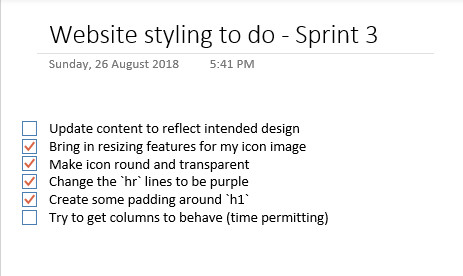 Website styling to do - Sprint 3
Sunday, 26 August 2018 5:41 PM
Update content to reflect intended design
Bring in resizing features for my icon image
Make icon round and transparent
Change the `hr` lines to be purple
Create some padding around `h1`
Try to get columns to behave (time permitting)